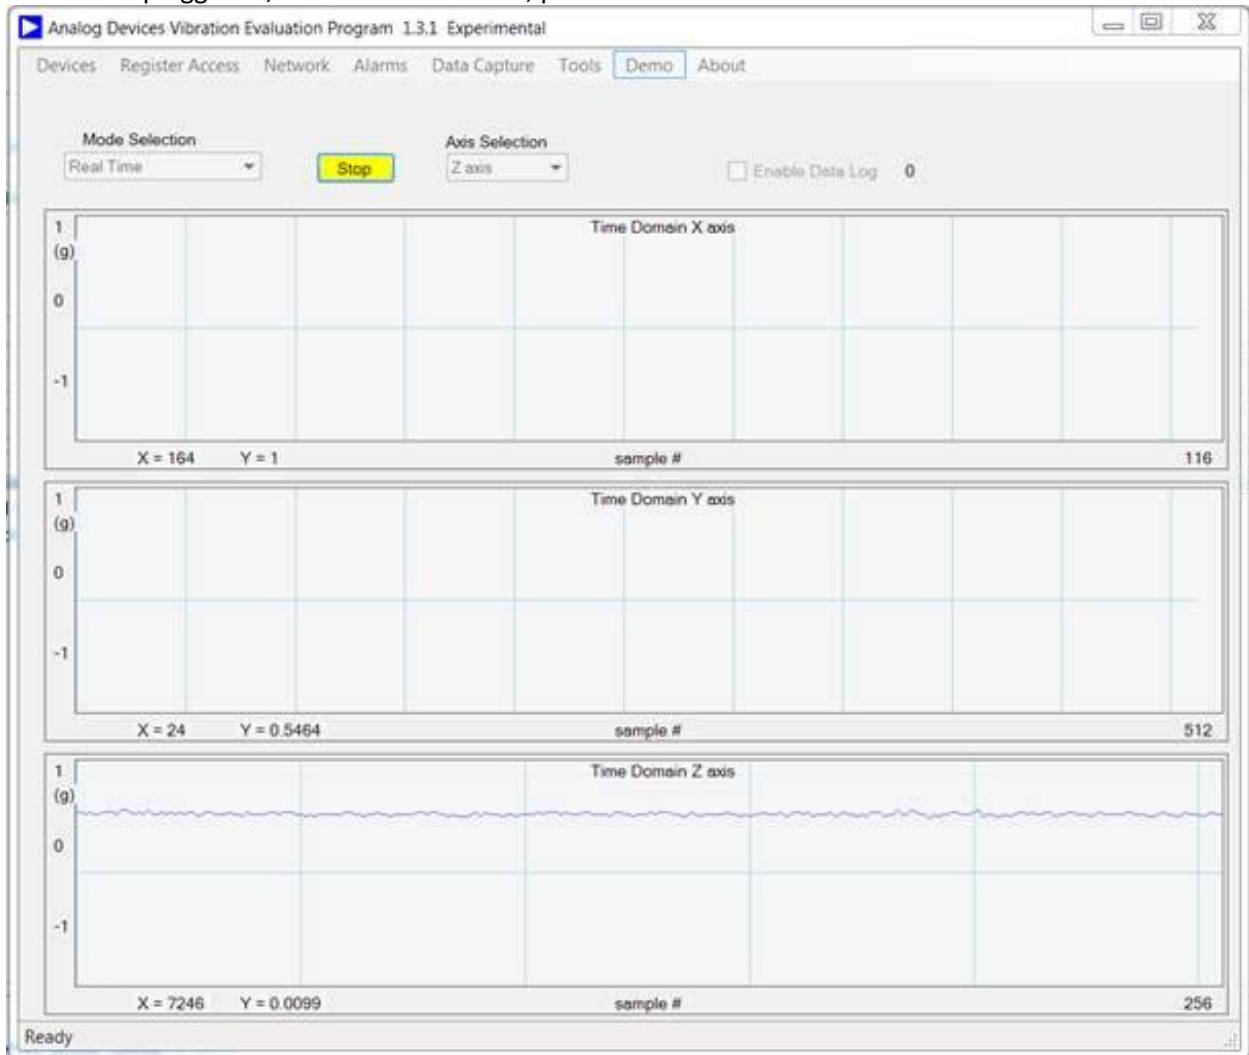 Analog Devices Vibration Evaluation Program 1.3.1 Experimental
Devices Register Access Network Alarms Data Capture Tools Demo About
Mode Selection Axis Selection
Real Time Stop Z axis Enable Data Log 0
1 Time Domain X axis
(g)
0
-1
X = 164 Y = 1 sample # 116
1 Time Domain Y axis
(g)
0
-1
X = 24 Y = 0.5464 sample # 512
1 Time Domain Z axis
(g)
0
-1
X = 7246 Y = 0.0099 sample # 256
Ready